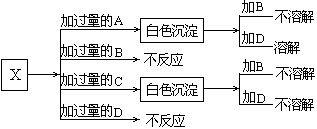 加过量的A
白色沉淀
加B
不溶解
加D
溶解
加过量的B
不反应
X
加过量的C
白色沉淀
加B
不溶解
加D
不溶解
加过量的D
不反应